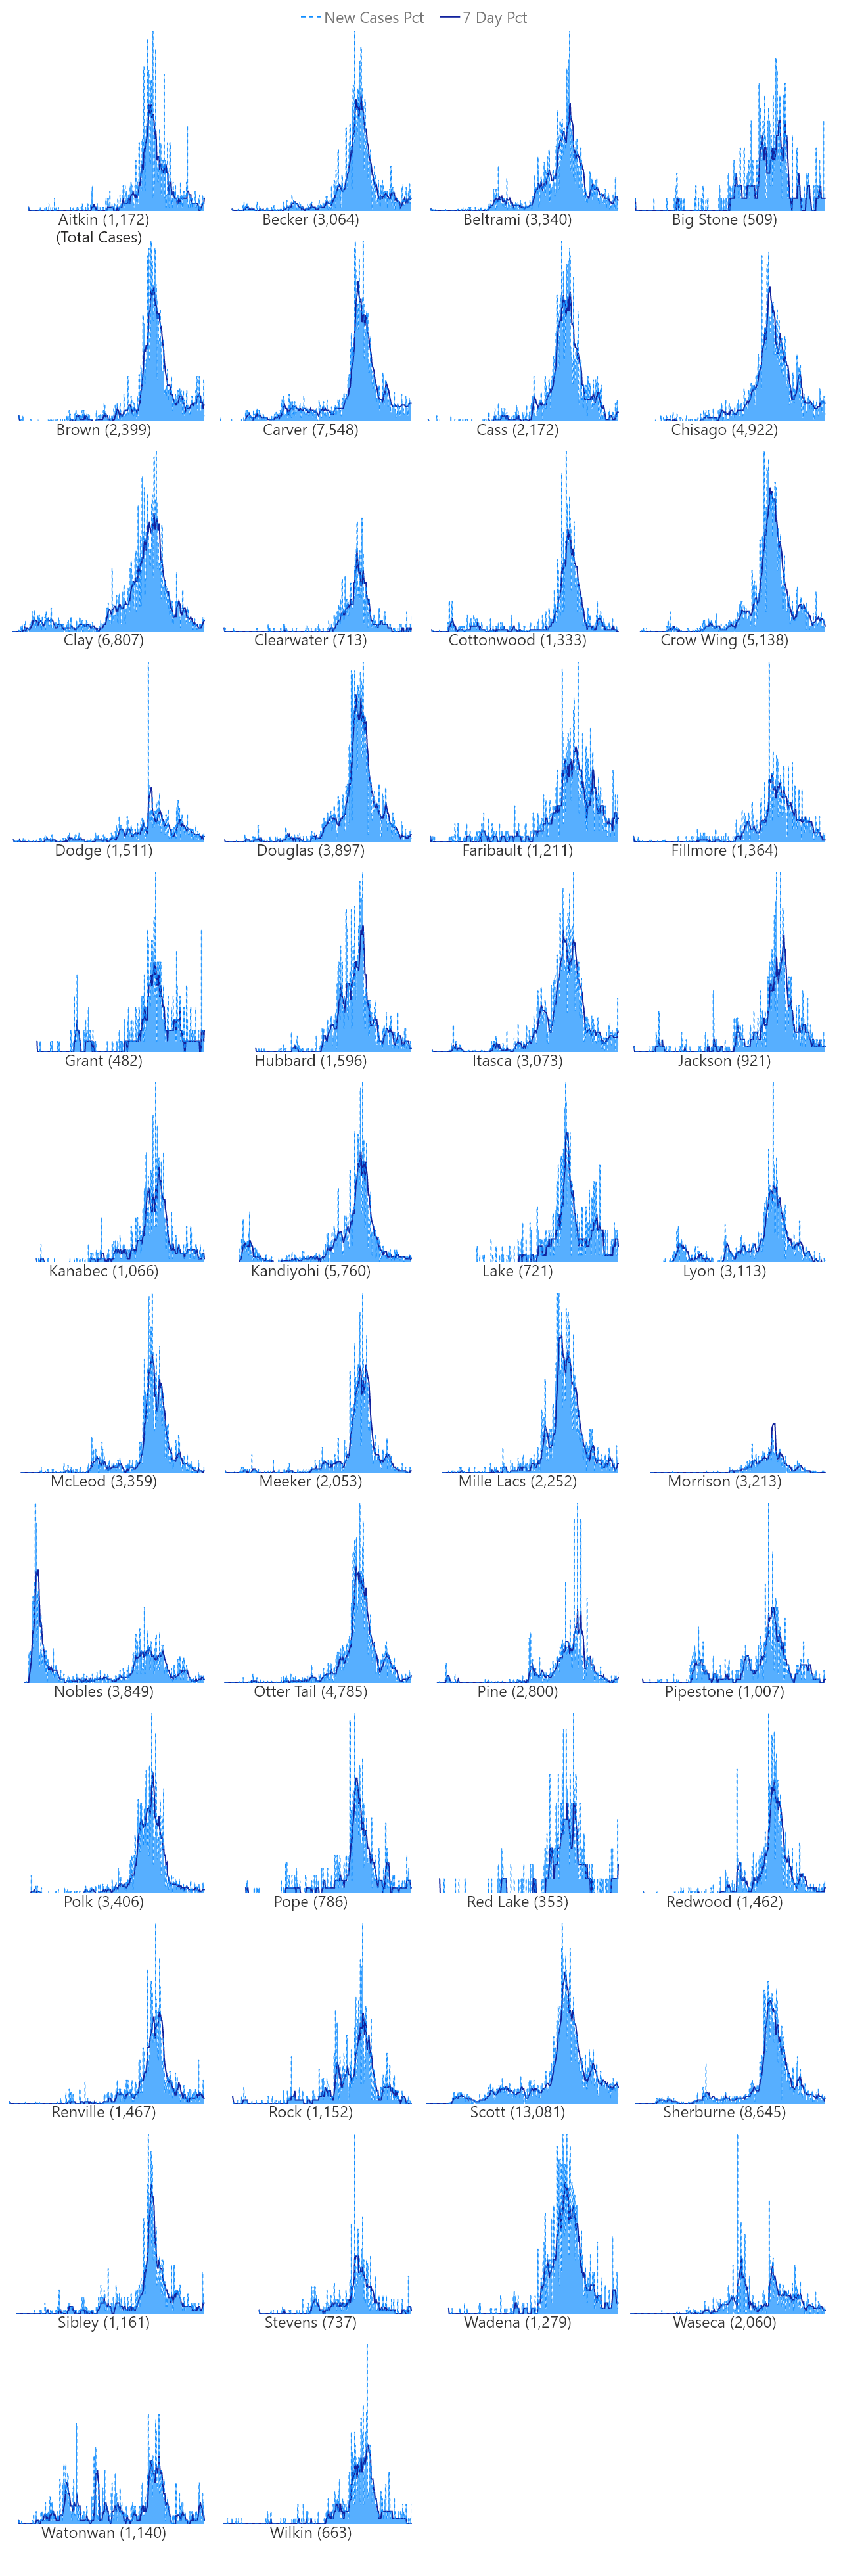 New Cases Pct 7 Day Pct
Aitkin (1,172) Becker (3,064) Beltrami (3,340) Big Stone (509)
(Total Cases)
Brown (2,399) Carver (7,548) Cass (2,172) Chisago (4,922)
Clay (6,807) Clearwater (713) Cottonwood (1,333) Crow Wing (5,138)
Dodge (1,511) Douglas (3,897) Faribault (1,211) Fillmore (1,364)
Grant (482) Hubbard (1,596) Itasca (3,073) Jackson (921)
Kanabec (1,066) Kandiyohi (5,760) Lake (721) Lyon (3,113)
McLeod (3,359) Meeker (2,053) Mille Lacs (2,252) Morrison (3,213)
Nobles (3,849) Otter Tail (4,785) Pine (2,800) Pipestone (1,007)
Polk (3,406) Pope (786) Red Lake (353) Redwood (1,462)
Renville (1,467) Rock (1,152) Scott (13,081) Sherburne (8,645)
Sibley (1,161) Stevens (737) Wadena (1,279) Waseca (2,060)
Watonwan (1,140) Wilkin (663)